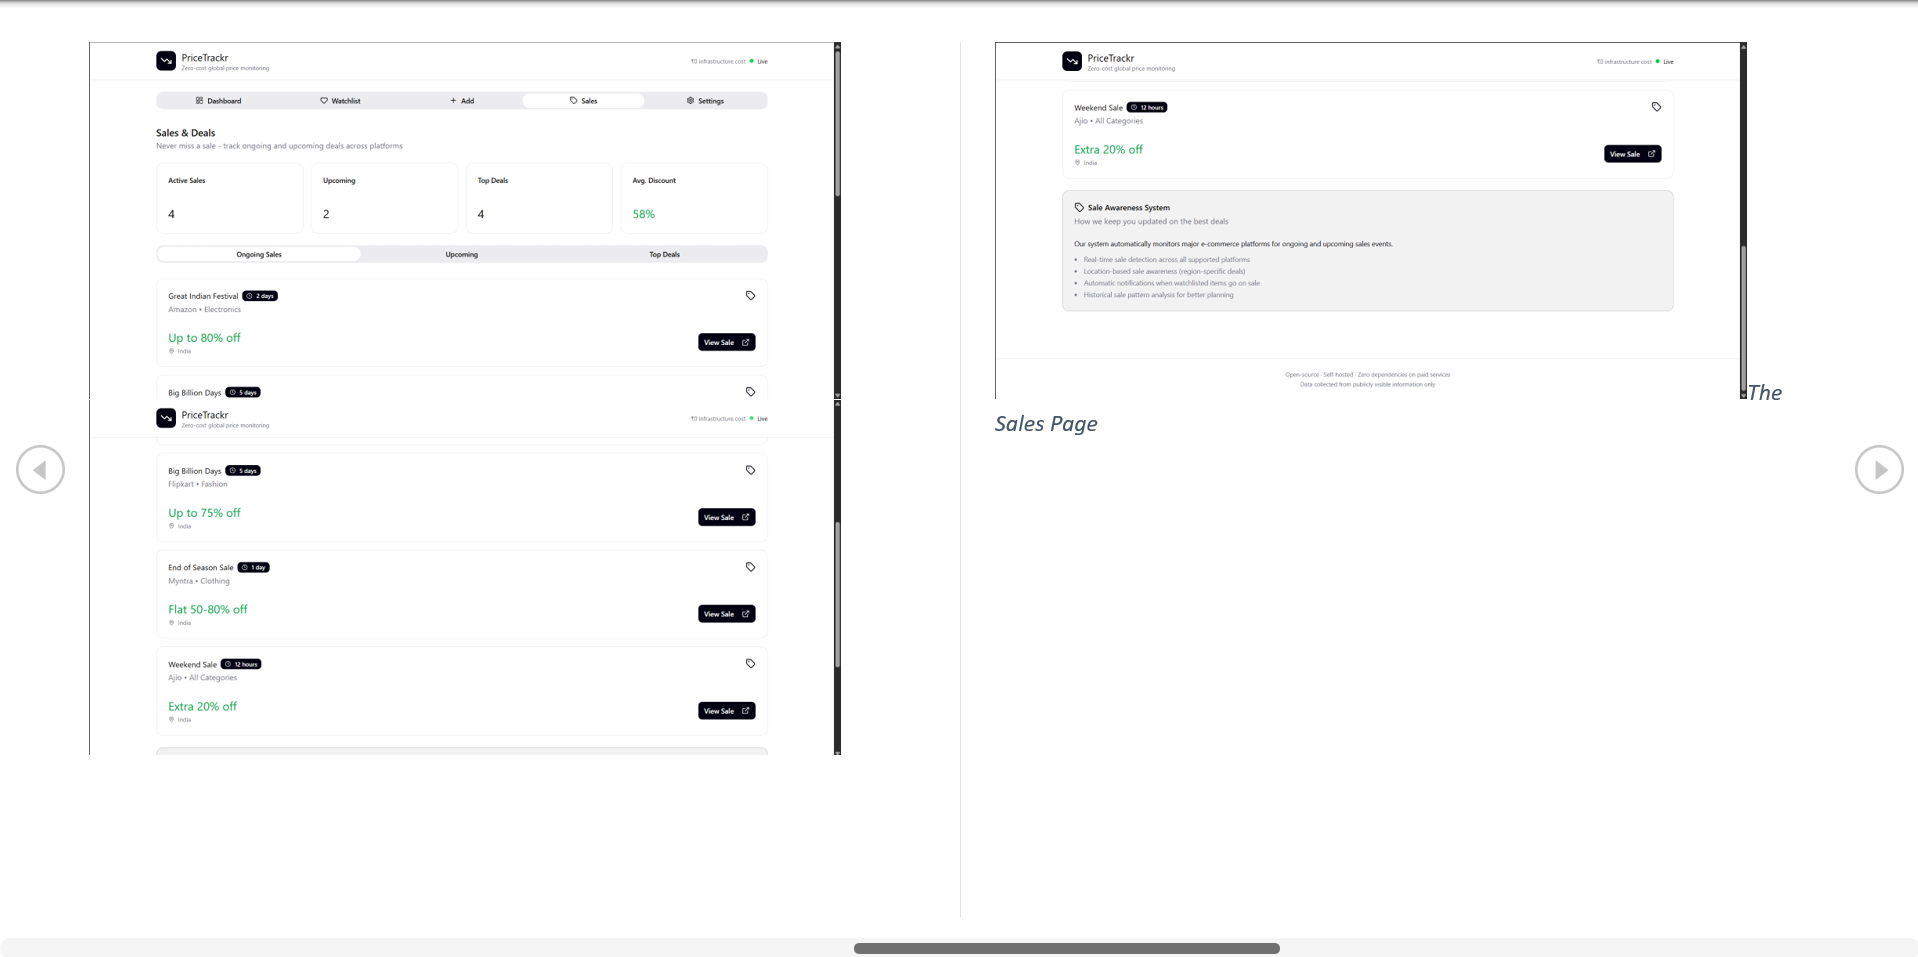 PriceTrackr
Zero-cost global price monitoring
₹0 infrastructure cost Live
Dashboard Watchlist + Add Sales Settings
Sales & Deals
Never miss a sale - track ongoing and upcoming deals across platforms
Active Sales Upcoming Top Deals Avg. Discount
4 2 4 58%
Ongoing Sales Upcoming Top Deals
Great Indian Festival 2 days
Amazon • Electronics
Up to 80% off
India
View Sale
Big Billion Days 5 days
PriceTrackr
Zero-cost global price monitoring
₹0 infrastructure cost Live
Big Billion Days 5 days
Flipkart • Fashion
Up to 75% off
India
View Sale
End of Season Sale 1 day
Myntra • Clothing
Flat 50-80% off
India
View Sale
Weekend Sale 12 hours
Ajio • All Categories
Extra 20% off
India
View Sale
PriceTrackr
Zero-cost global price monitoring
₹0 infrastructure cost Live
Weekend Sale 12 hours
Ajio • All Categories
Extra 20% off
India
View Sale
Sale Awareness System
How we keep you updated on the best deals
Our system automatically monitors major e-commerce platforms for ongoing and upcoming sales events.
• Real-time sale detection across all supported platforms
• Location-based sale awareness (region-specific deals)
• Automatic notifications when watchlisted items go on sale
• Historical sale pattern analysis for better planning
Open-source · Self-hosted · Zero dependencies on paid services
Data collected from publicly visible information only
The
Sales Page